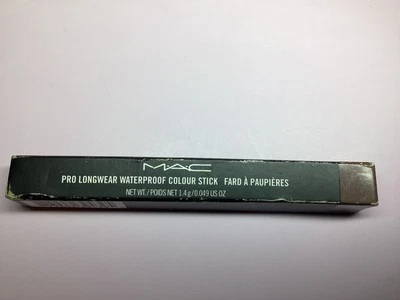 MAC
PRO LONGWEAR WATERPROOF COLOUR STICK FARD À PAUPIÈRES
NET WT./POIDS NET 1.4 g/0.049 US OZ